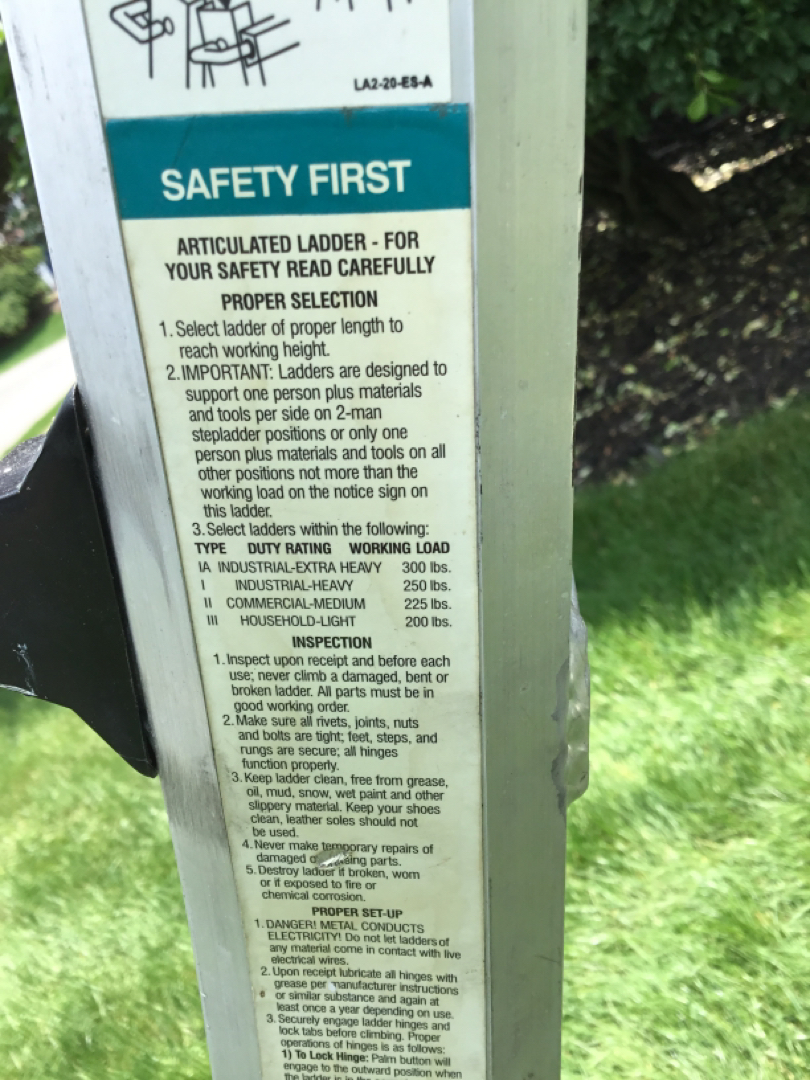 LA2-20-ES-A
SAFETY FIRST
ARTICULATED LADDER - FOR
YOUR SAFETY READ CAREFULLY
PROPER SELECTION
1. Select ladder of proper length to
reach working height.
2. IMPORTANT: Ladders are designed to
support one person plus materials
and tools per side on 2-man
stepladder positions or only one
person plus materials and tools on all
other positions not more than the
working load on the notice sign on
this ladder.
3. Select ladders within the following:
TYPE DUTY RATING WORKING LOAD
IA INDUSTRIAL-EXTRA HEAVY 300 lbs.
I INDUSTRIAL-HEAVY 250 lbs.
II COMMERCIAL-MEDIUM 225 lbs.
III HOUSEHOLD-LIGHT 200 lbs.
INSPECTION
1. Inspect upon receipt and before each
use; never climb a damaged, bent or
broken ladder. All parts must be in
good working order.
2. Make sure all rivets, joints, nuts
and bolts are tight; feet, steps, and
rungs are secure; all hinges
function properly.
3. Keep ladder clean, free from grease,
oil, mud, snow, wet paint and other
slippery material. Keep your shoes
clean, leather soles should not
be used.
4. Never make temporary repairs of
damaged parts.
5. Destroy ladder if broken, worn
or if exposed to fire or
chemical corrosion.
PROPER SET-UP
1. DANGER! METAL CONDUCTS
ELECTRICITY! Do not let ladders of
any material come in contact with live
electrical wires.
2. Upon receipt lubricate all hinges with
grease per manufacturer instructions
or similar substance and again at
least once a year depending on use.
3. Securely engage ladder hinges and
lock tabs before climbing. Proper
operations of hinges is as follows:
1) To Lock Hinge: Palm button will
engage to the outward position when
the ladder is in the